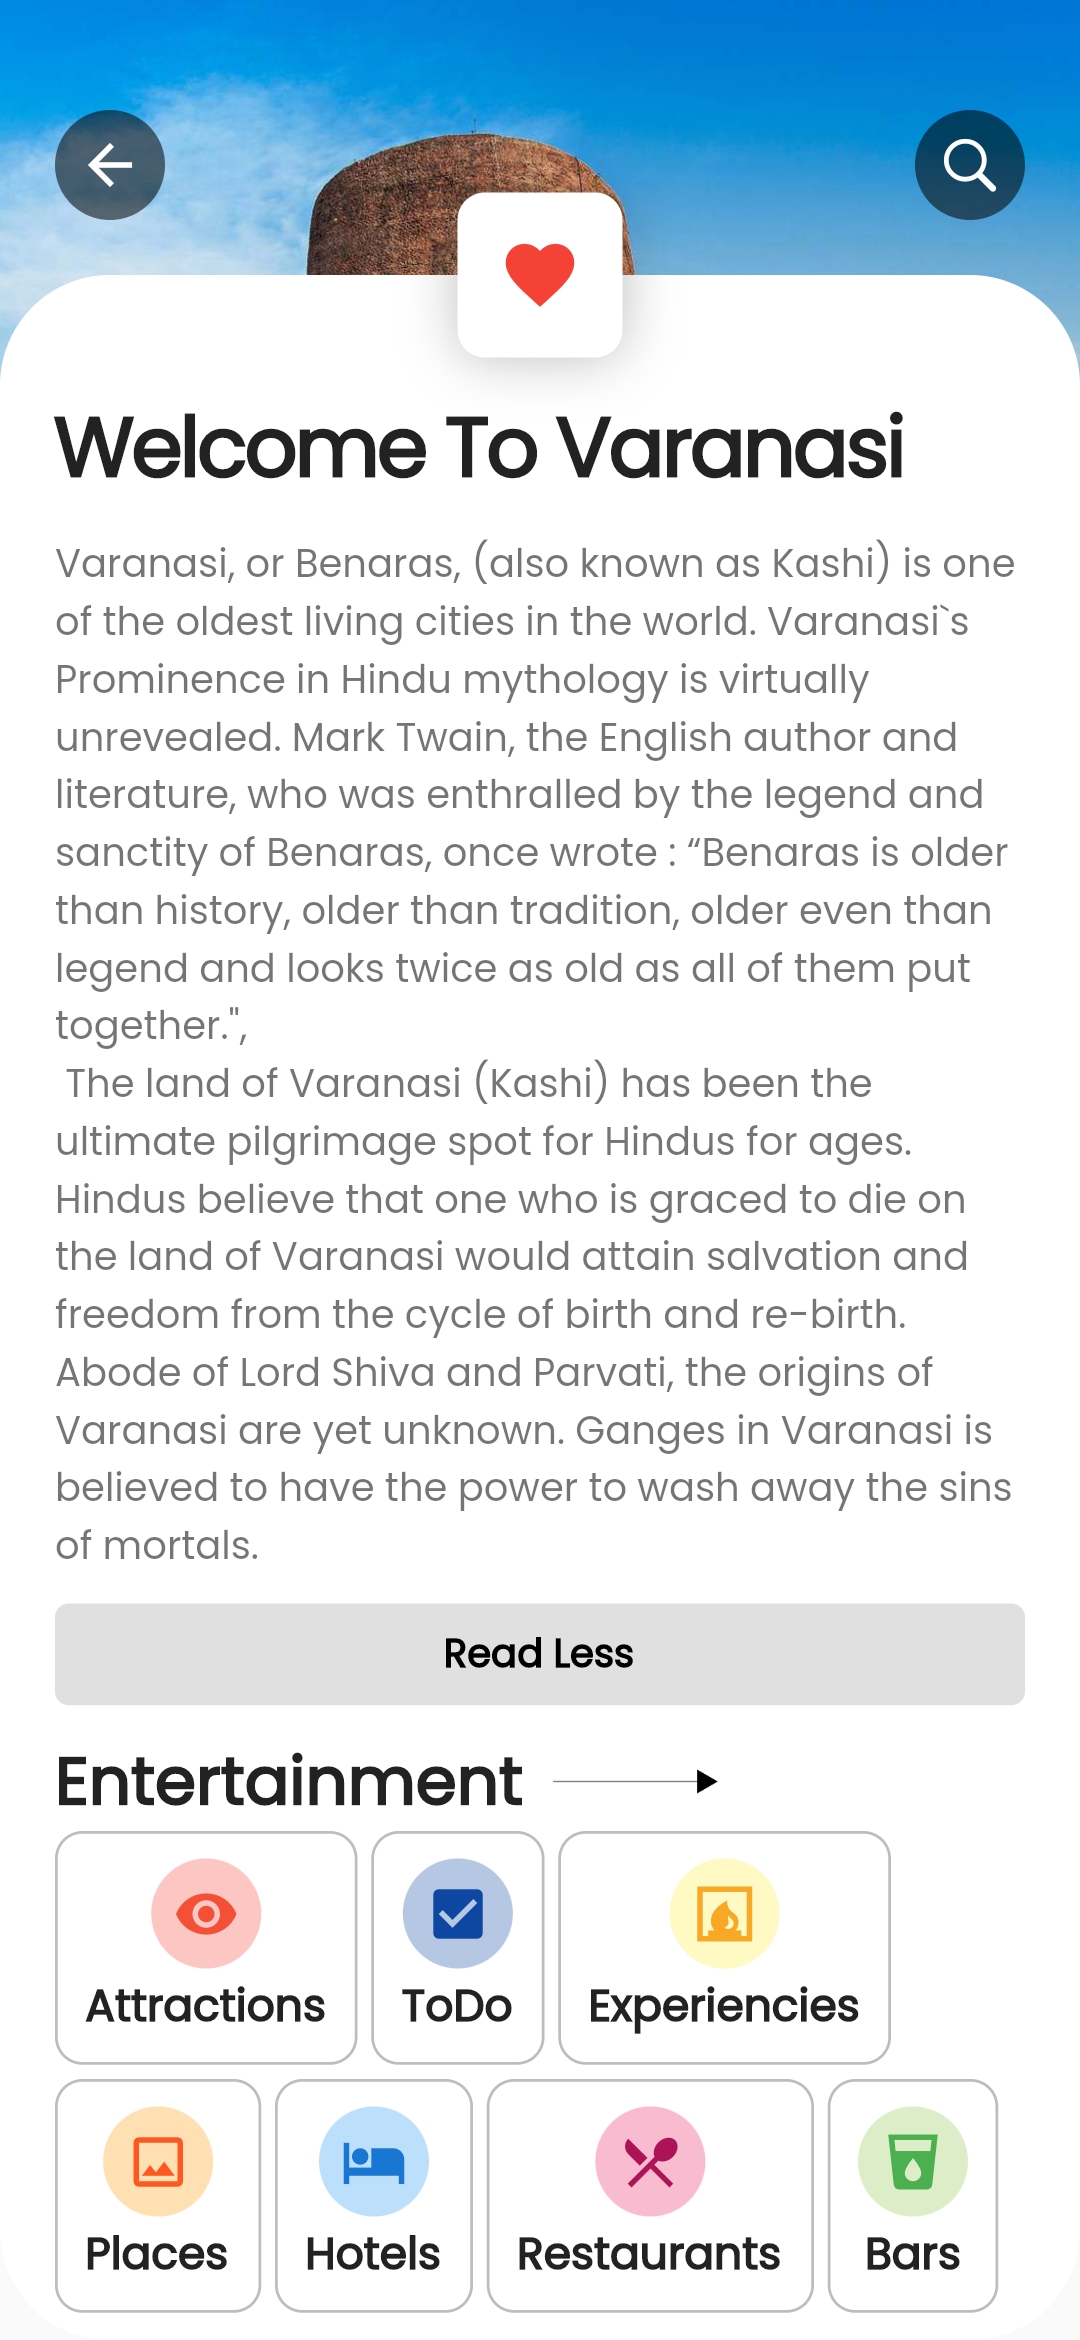 Welcome To Varanasi
Varanasi, or Benaras, (also known as Kashi) is one
of the oldest living cities in the world. Varanasi`s
Prominence in Hindu mythology is virtually
unrevealed. Mark Twain, the English author and
literature, who was enthralled by the legend and
sanctity of Benaras, once wrote : “Benaras is older
than history, older than tradition, older even than
legend and looks twice as old as all of them put
together.",
The land of Varanasi (Kashi) has been the
ultimate pilgrimage spot for Hindus for ages.
Hindus believe that one who is graced to die on
the land of Varanasi would attain salvation and
freedom from the cycle of birth and re-birth.
Abode of Lord Shiva and Parvati, the origins of
Varanasi are yet unknown. Ganges in Varanasi is
believed to have the power to wash away the sins
of mortals.
Read Less
Entertainment
Attractions ToDo Experiencies
Places Hotels Restaurants Bars